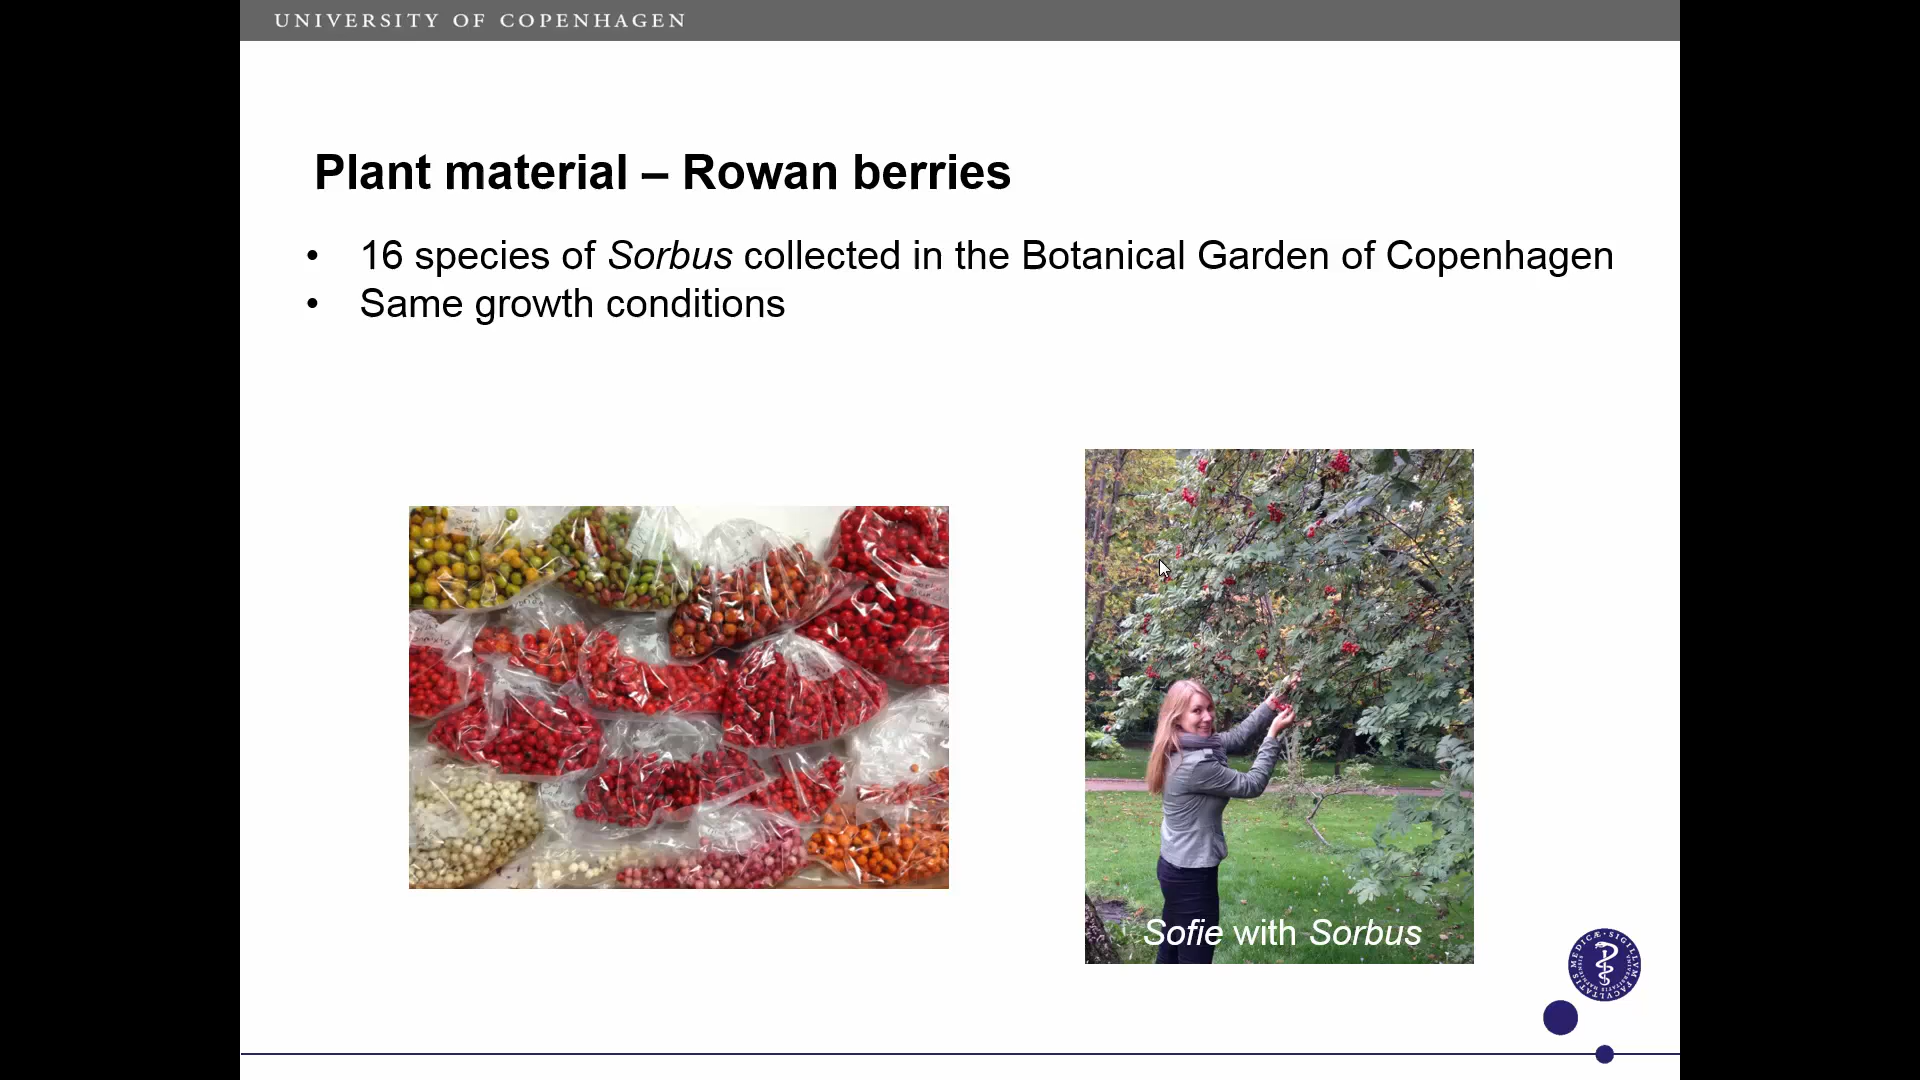 UNIVERSITY OF COPENHAGEN
Plant material – Rowan berries
• 16 species of Sorbus collected in the Botanical Garden of Copenhagen
• Same growth conditions
Sofie with Sorbus